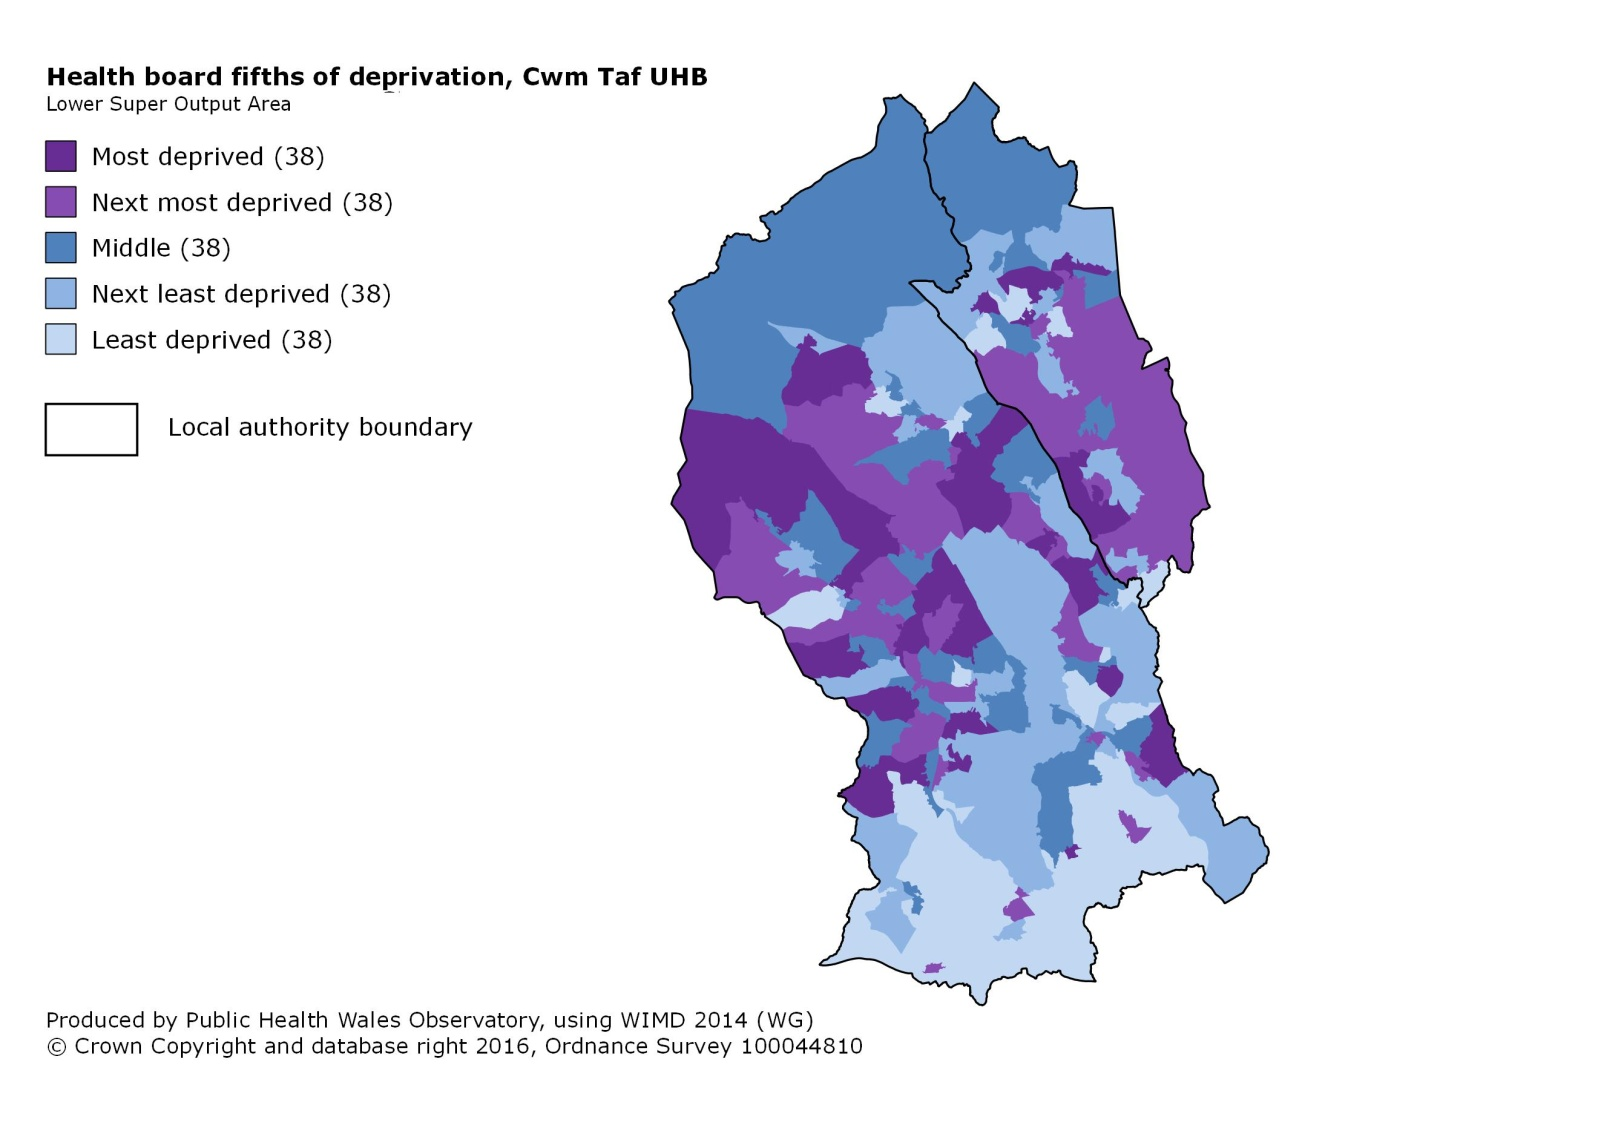 Health board fifths of deprivation, Cwm Taf UHB
Lower Super Output Area
Most deprived (38)
Next most deprived (38)
Middle (38)
Next least deprived (38)
Least deprived (38)
Local authority boundary
Produced by Public Health Wales Observatory, using WIMD 2014 (WG)
© Crown Copyright and database right 2016, Ordnance Survey 100044810